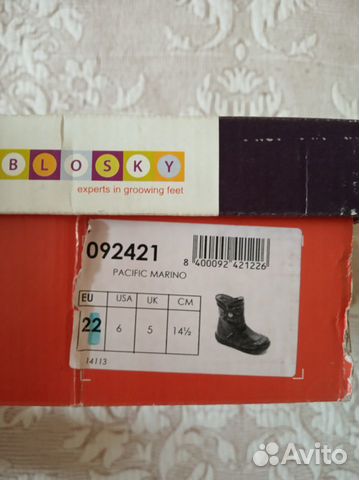 BLOSKY
experts in groowing feet
092421
PACIFIC MARINO
8 400092 421226
EU USA UK CM
22 6 5 14½
14113
Avito